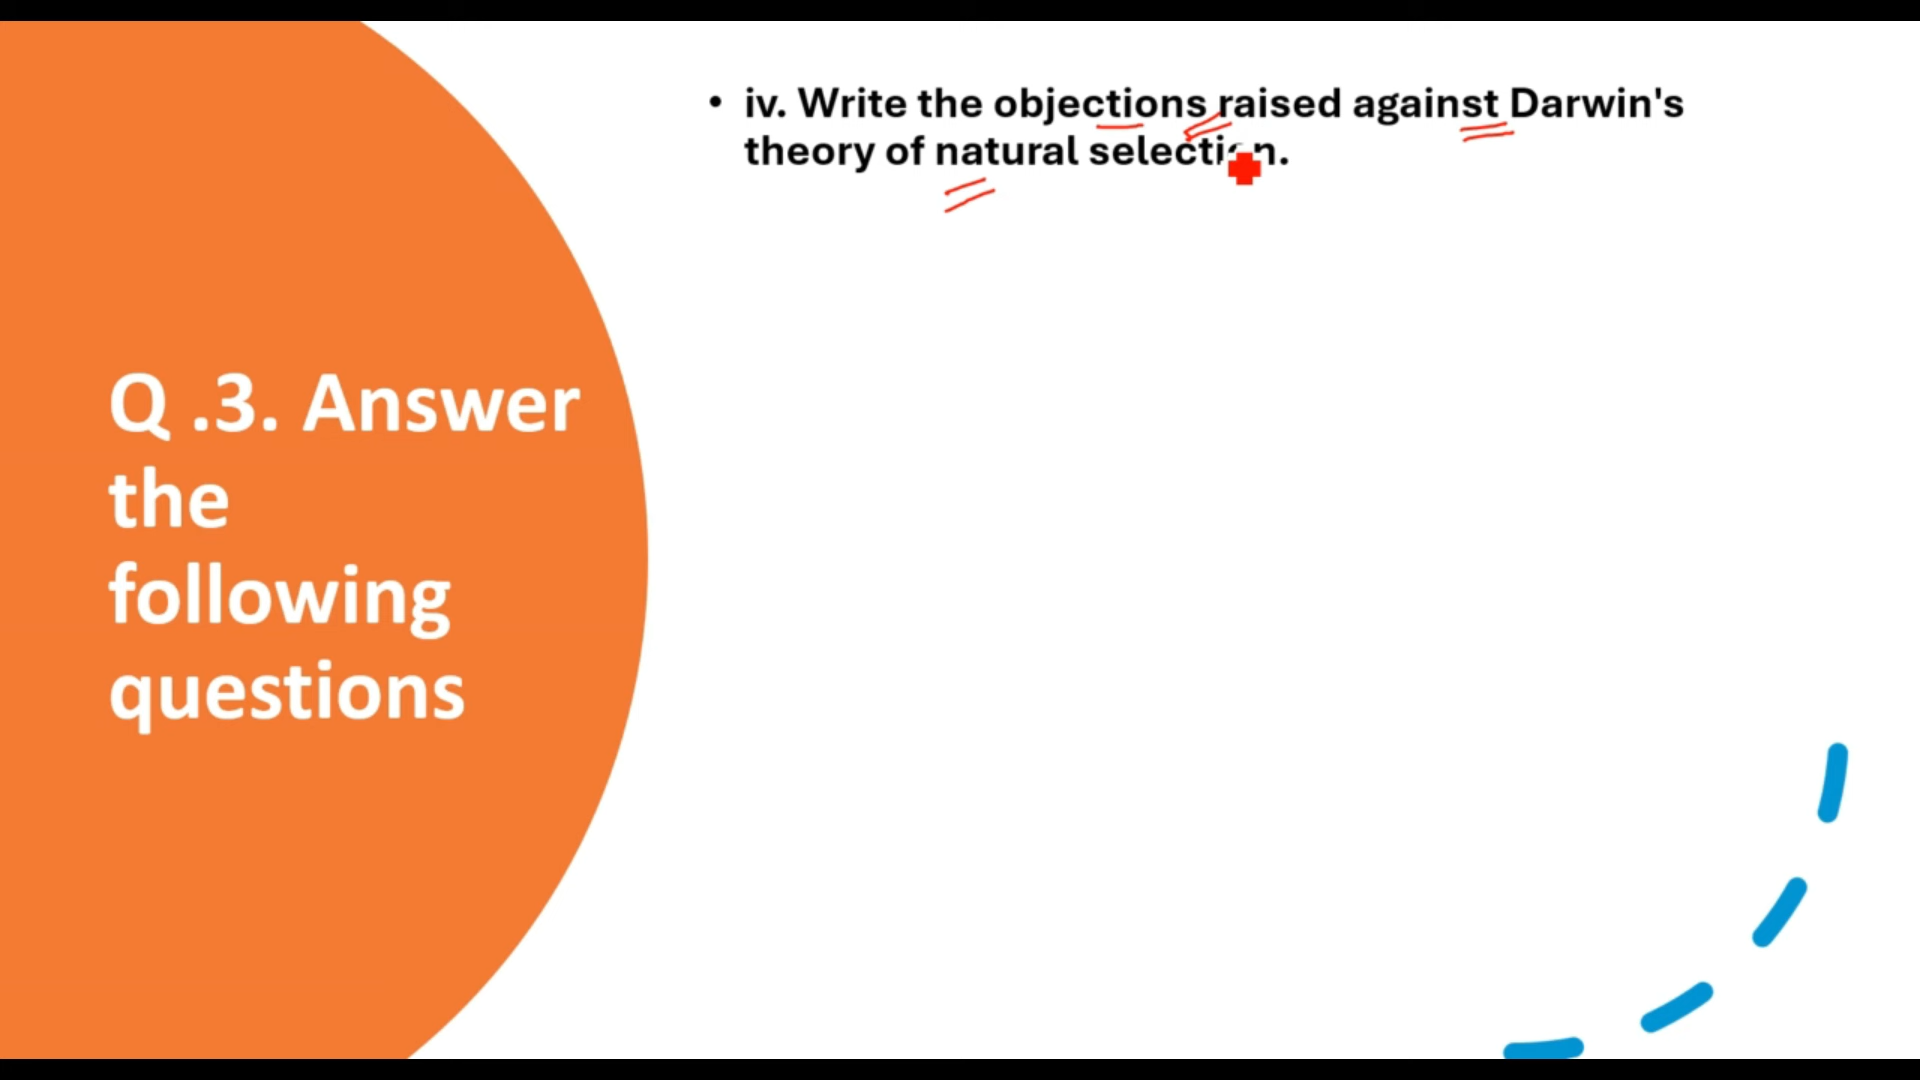 Q .3. Answer
the
following
questions
• iv. Write the objections raised against Darwin's
theory of natural selection.